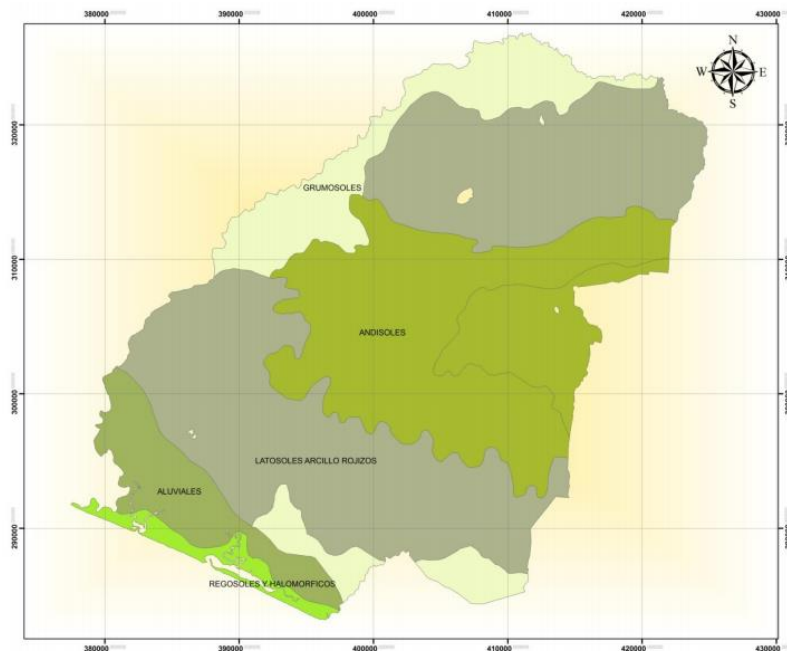 380000 390000 400000 410000 420000 430000
N
W E
S
320000
GRUMOSOLES
310000
ANDISOLES
300000
LATOSOLES ARCILLO ROJIZOS
ALUVIALES
290000
REGOSOLES Y HALOMORFICOS
380000 390000 400000 410000 420000 430000